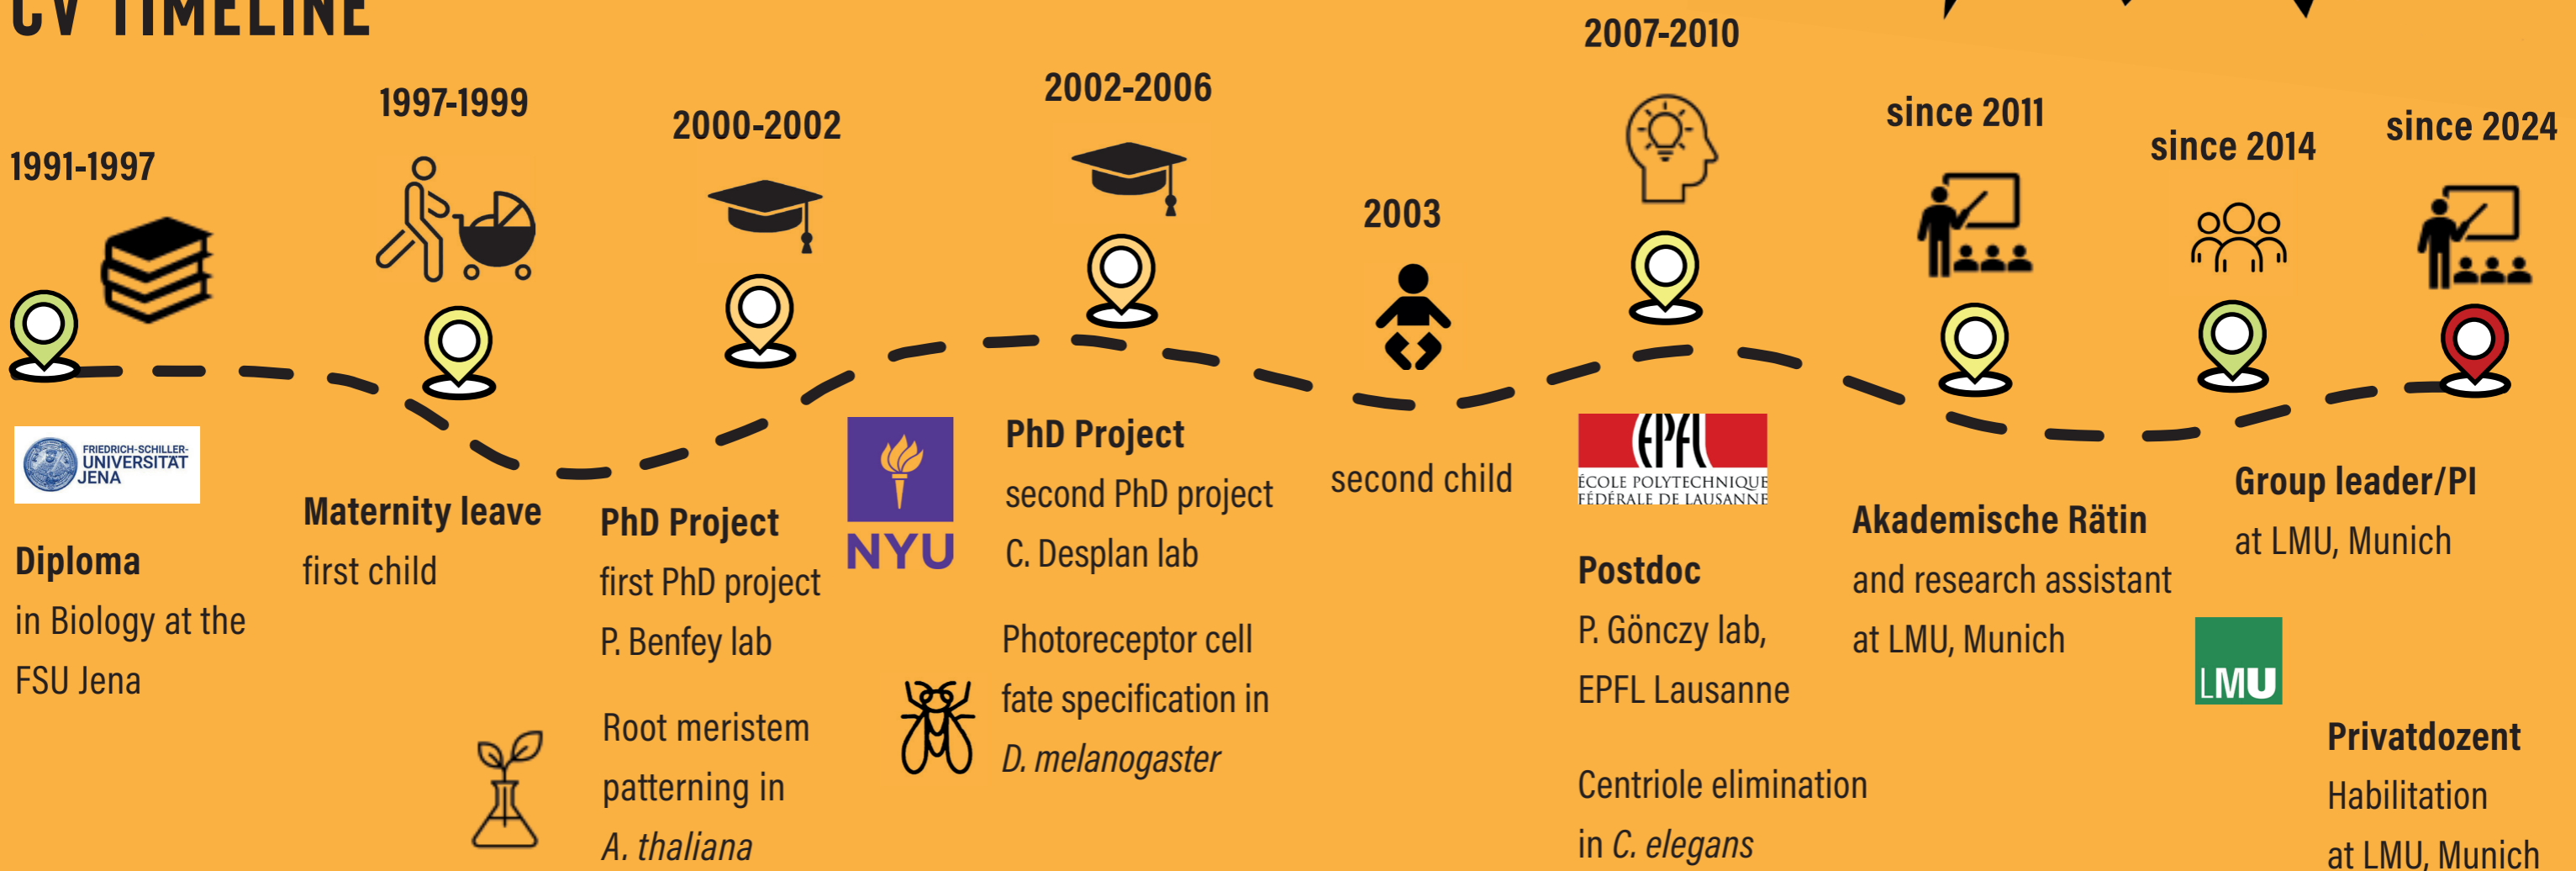 CV TIMELINE
1991-1997
FRIEDRICH-SCHILLER-
UNIVERSITÄT
JENA
Diploma
in Biology at the
FSU Jena
1997-1999
Maternity leave
first child
2000-2002
PhD Project
first PhD project
P. Benfey lab
Root meristem
patterning in
A. thaliana
NYU
2002-2006
PhD Project
second PhD project
C. Desplan lab
Photoreceptor cell
fate specification in
D. melanogaster
2003
second child
2007-2010
EPFL
ÉCOLE POLYTECHNIQUE
FÉDÉRALE DE LAUSANNE
Postdoc
P. Gönczy lab,
EPFL Lausanne
Centriole elimination
in C. elegans
since 2011
Akademische Rätin
and research assistant
at LMU, Munich
since 2014
Group leader/PI
at LMU, Munich
LMU
since 2024
Privatdozent
Habilitation
at LMU, Munich